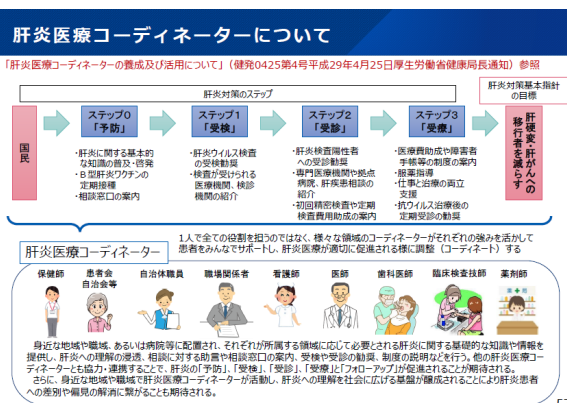 肝炎医療コーディネーターについて
「肝炎医療コーディネーターの養成及び活用について」（健発0425第4号平成29年4月25日厚生労働省健康局長通知）参照
肝炎対策のステップ
肝炎対策基本指針
の目標
国民
ステップ0
「予防」
・肝炎に関する基本的
な知識の普及・啓発
・B型肝炎ワクチンの
定期接種
・相談窓口の案内
ステップ1
「受検」
・肝炎ウイルス検査
の受検勧奨
・検査が受けられる
医療機関、検診
機関の紹介
ステップ2
「受診」
・肝炎検査陽性者
への受診勧奨
・専門医療機関や拠点
病院、肝疾患相談の
紹介
・初回精密検査や定期
検査費用助成の案内
ステップ3
「受療」
・医療費助成や障害者
手帳等の制度の案内
・服薬指導
・仕事と治療の両立
支援
・抗ウイルス治療後の
定期受診の勧奨
肝硬変・肝がんへの
移行者を減らす
肝炎医療コーディネーター
1人で全ての役割を担うのではなく、様々な領域のコーディネーターがそれぞれの強みを活かして
患者をみんなでサポートし、肝炎医療が適切に促進される様に調整（コーディネート）する
保健師
患者会
自治会等
自治体職員
職場関係者
看護師
医師
歯科医師
臨床検査技師
薬剤師
身近な地域や職域、あるいは病院等に配置され、それぞれが所属する領域に応じて必要とされる肝炎に関する基礎的な知識や情報を
提供し、肝炎への理解の浸透、相談に対する助言や相談窓口の案内、受検や受診の勧奨、制度の説明などを行う。他の肝炎医療コー
ディネーターとも協力・連携することで、肝炎の「予防」、「受検」、「受診」、「受療」と「フォローアップ」が促進されることが期待される。
さらに、身近な地域や職域で肝炎医療コーディネーターが活動し、肝炎への理解を社会に広げる基盤が醸成されることにより肝炎患者
への差別や偏見の解消に繋がることも期待される。